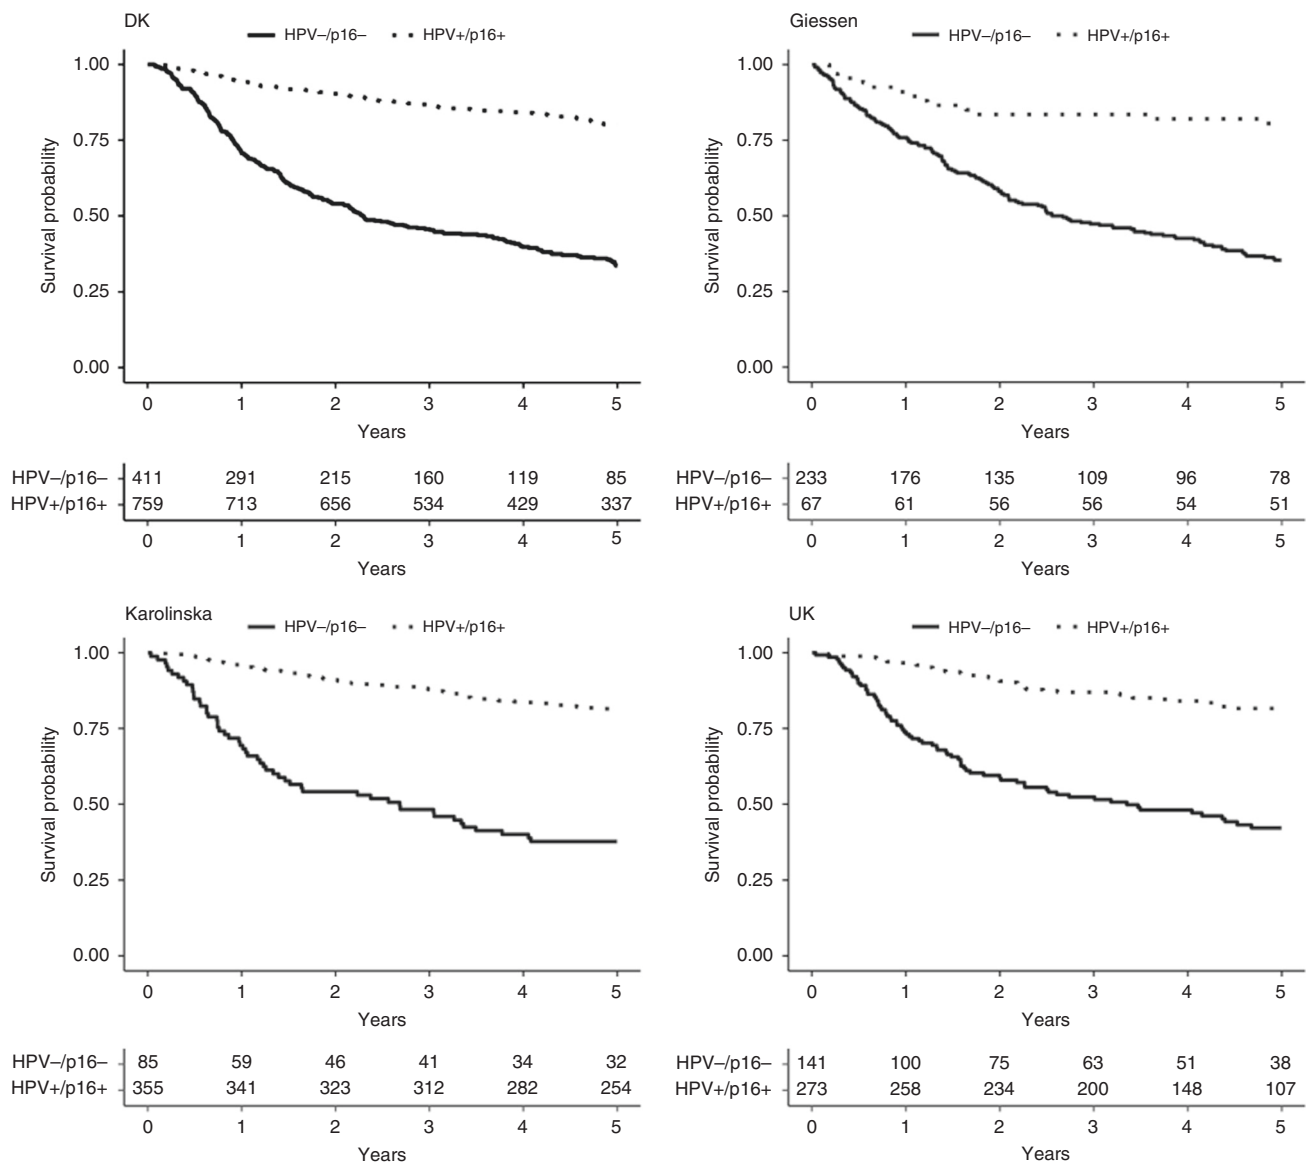 DK
HPV–/p16– HPV+/p16+
Survival probability
1.00
0.75
0.50
0.25
0.00
0 1 2 3 4 5
Years
HPV–/p16– 411 291 215 160 119 85
HPV+/p16+ 759 713 656 534 429 337
0 1 2 3 4 5
Years
Giessen
HPV–/p16– HPV+/p16+
Survival probability
1.00
0.75
0.50
0.25
0.00
0 1 2 3 4 5
Years
HPV–/p16– 233 176 135 109 96 78
HPV+/p16+ 67 61 56 56 54 51
0 1 2 3 4 5
Years
Karolinska
HPV–/p16– HPV+/p16+
Survival probability
1.00
0.75
0.50
0.25
0.00
0 1 2 3 4 5
Years
HPV–/p16– 85 59 46 41 34 32
HPV+/p16+ 355 341 323 312 282 254
0 1 2 3 4 5
Years
UK
HPV–/p16– HPV+/p16+
Survival probability
1.00
0.75
0.50
0.25
0.00
0 1 2 3 4 5
Years
HPV–/p16– 141 100 75 63 51 38
HPV+/p16+ 273 258 234 200 148 107
0 1 2 3 4 5
Years